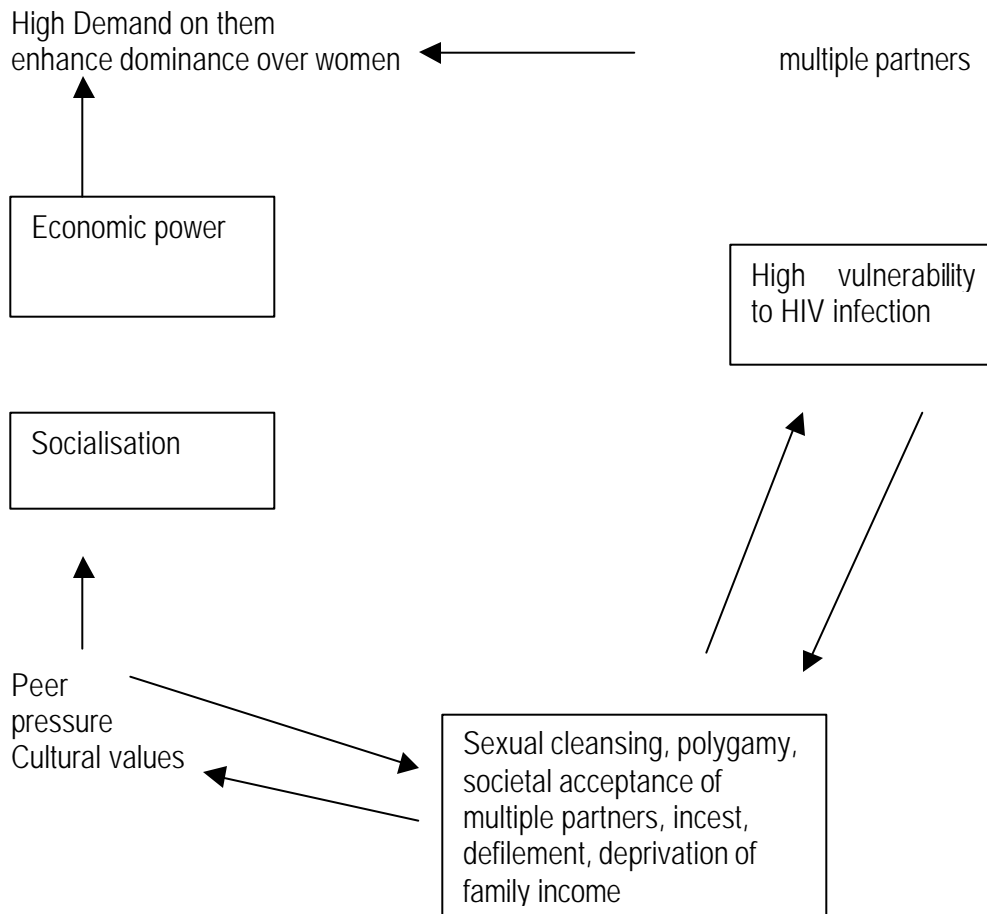 High Demand on them
enhance dominance over women
multiple partners
Economic power
High vulnerability
to HIV infection
Socialisation
Peer
pressure
Cultural values
Sexual cleansing, polygamy,
societal acceptance of
multiple partners, incest,
defilement, deprivation of
family income